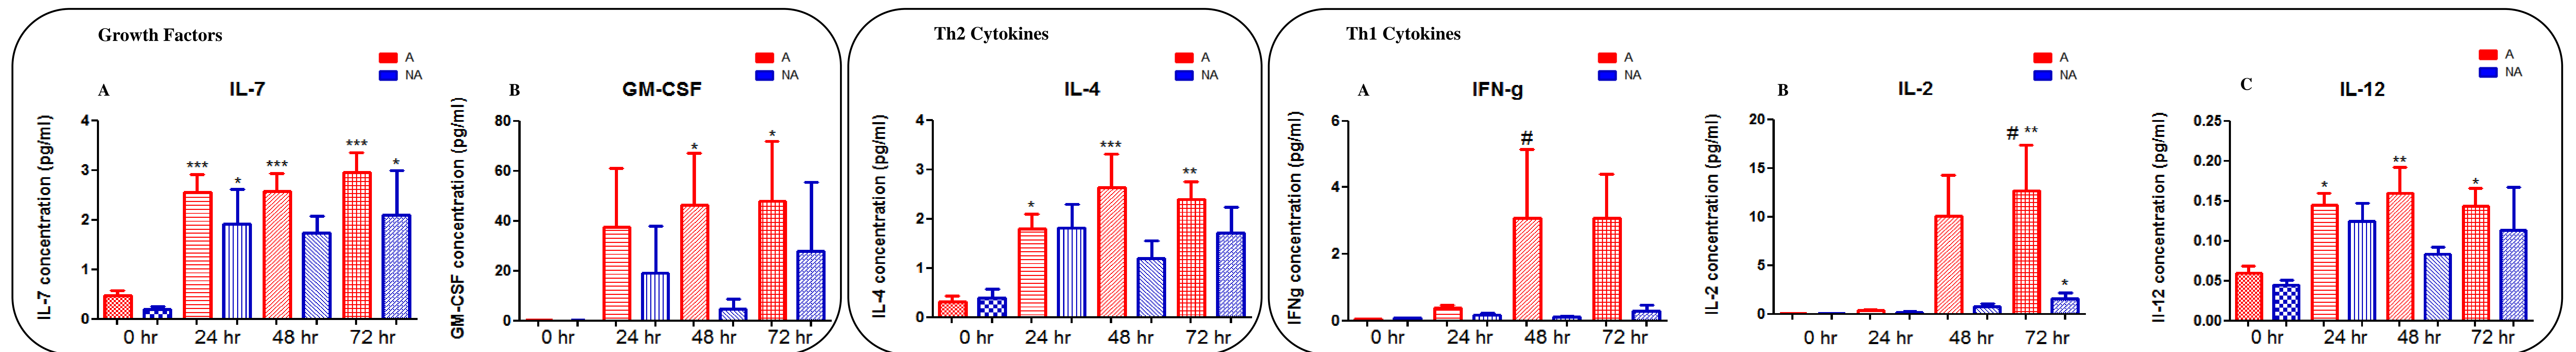 Growth Factors
A
NA
A
IL-7
IL-7 concentration (pg/ml)
4
3
2
1
0
***
*
***
***
*
0 hr 24 hr 48 hr 72 hr
A
NA
B
GM-CSF
GM-CSF concentration (pg/ml)
80
60
40
20
0
*
*
0 hr 24 hr 48 hr 72 hr
Th2 Cytokines
A
NA
IL-4
IL-4 concentration (pg/ml)
4
3
2
1
0
*
***
**
0 hr 24 hr 48 hr 72 hr
Th1 Cytokines
A
NA
A
IFN-g
IFNg concentration (pg/ml)
6
4
2
0
#
0 hr 24 hr 48 hr 72 hr
A
NA
B
IL-2
IL-2 concentration (pg/ml)
20
15
10
5
0
# **
*
0 hr 24 hr 48 hr 72 hr
A
NA
C
IL-12
Il-12 concentration (pg/ml)
0.25
0.20
0.15
0.10
0.05
0.00
*
**
*
0 hr 24 hr 48 hr 72 hr